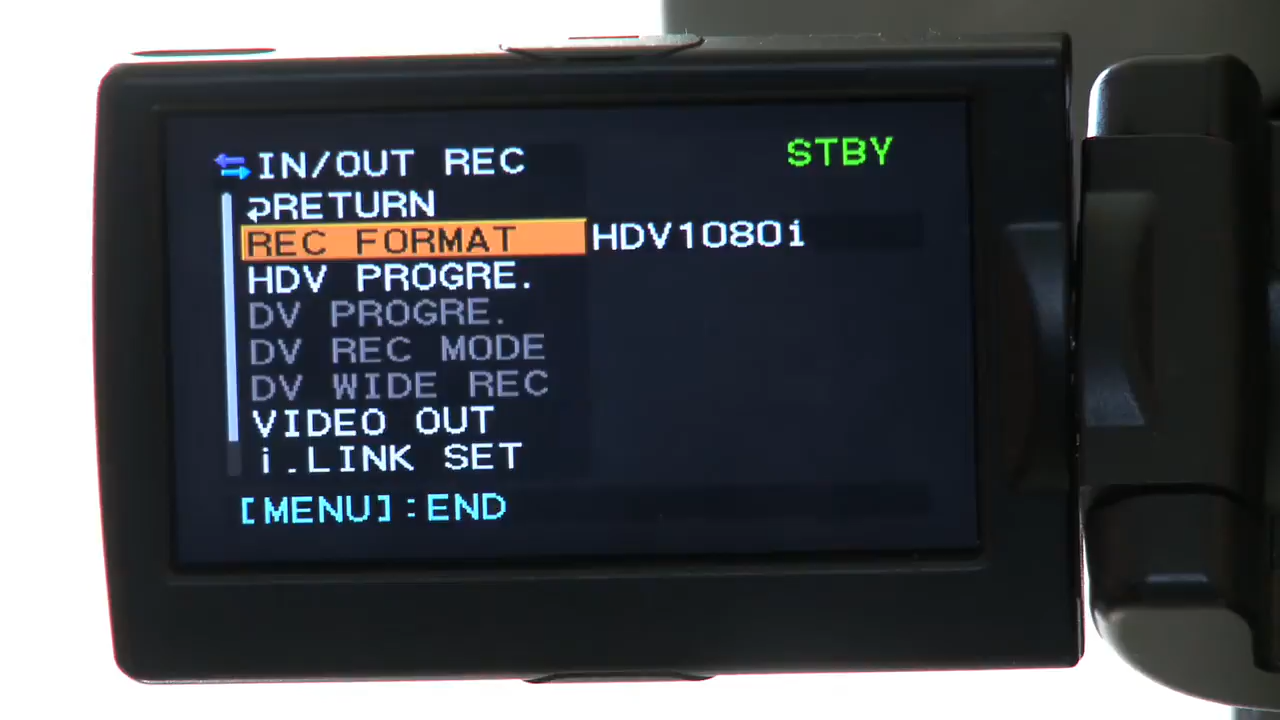 IN/OUT REC
STBY
RETURN
REC FORMAT HDV1080i
HDV PROGRE.
DV PROGRE.
DV REC MODE
DV WIDE REC
VIDEO OUT
i.LINK SET
[MENU]:END